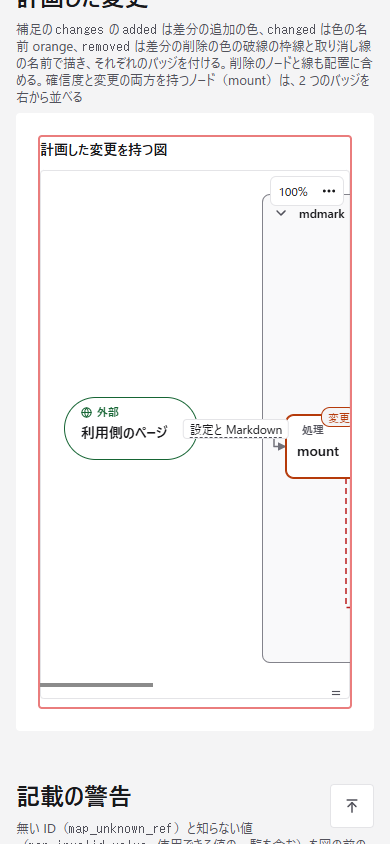 計画した変更
補足の changes の added は差分の追加の色、changed は色の名
前 orange、removed は差分の削除の色の破線の枠線と取り消し線
の名前で描き、それぞれのバッジを付ける。削除のノードと線も配置に含
める。確信度と変更の両方を持つノード（mount）は、2 つのバッジを
右から並べる
計画した変更を持つ図
100%
mdmark
外部
利用側のページ
設定と Markdown
変更
処理
mount
記載の警告
無い ID（map_unknown_ref）と知らない値